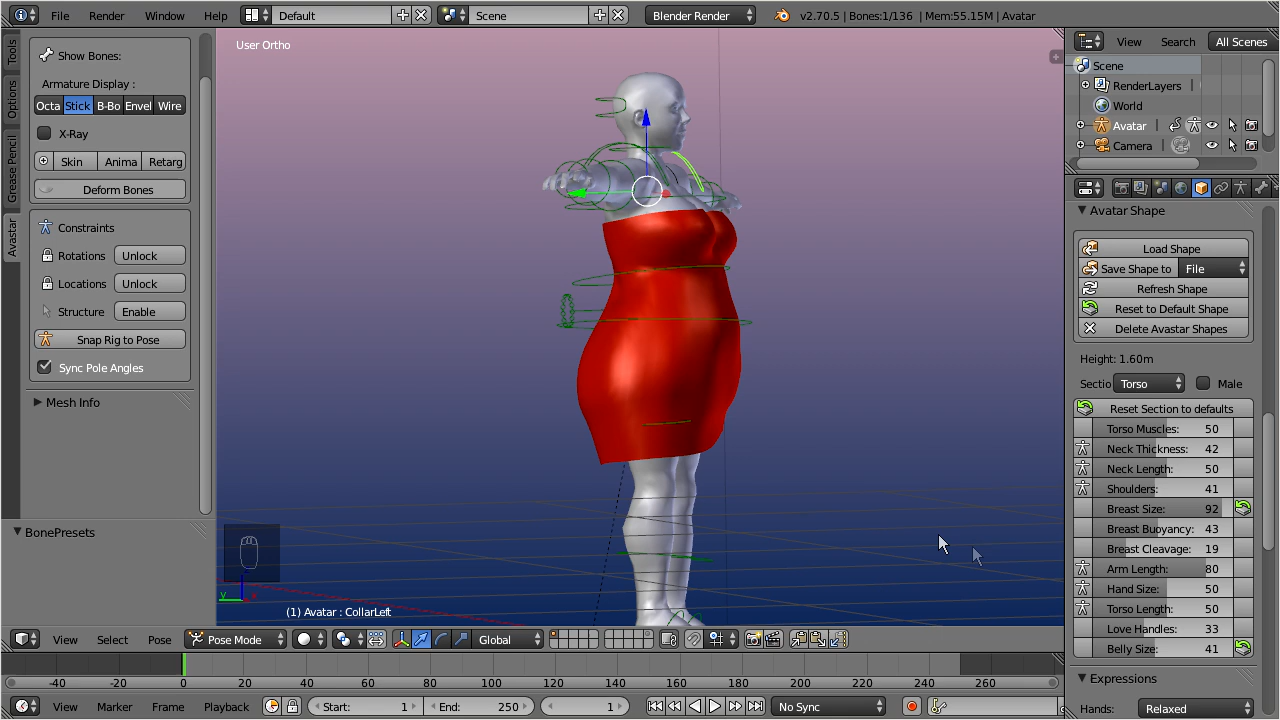 File Render Window Help Default Scene Blender Render v2.70.5 | Bones:1/136 | Mem:55.15M | Avatar
Tools
Options
Grease Pencil
Avastar
Show Bones:
Armature Display :
Octa Stick B-Bo Envel Wire
X-Ray
Skin Anima Retarg
Deform Bones
Constraints
Rotations Unlock
Locations Unlock
Structure Enable
Snap Rig to Pose
Sync Pole Angles
Mesh Info
BonePresets
User Ortho
(1) Avatar : CollarLeft
View Search All Scenes
Scene
RenderLayers
World
Avatar
Camera
Avatar Shape
Load Shape
Save Shape to File
Refresh Shape
Reset to Default Shape
Delete Avastar Shapes
Height: 1.60m
Sectio Torso Male
Reset Section to defaults
Torso Muscles: 50
Neck Thickness: 42
Neck Length: 50
Shoulders: 41
Breast Size: 92
Breast Buoyancy: 43
Breast Cleavage: 19
Arm Length: 80
Hand Size: 50
Torso Length: 50
Love Handles: 33
Belly Size: 41
Expressions
Hands: Relaxed
View Select Pose Pose Mode Global
-40 -20 0 20 40 60 80 100 120 140 160 180 200 220 240 260
View Marker Frame Playback Start: 1 End: 250 1 No Sync